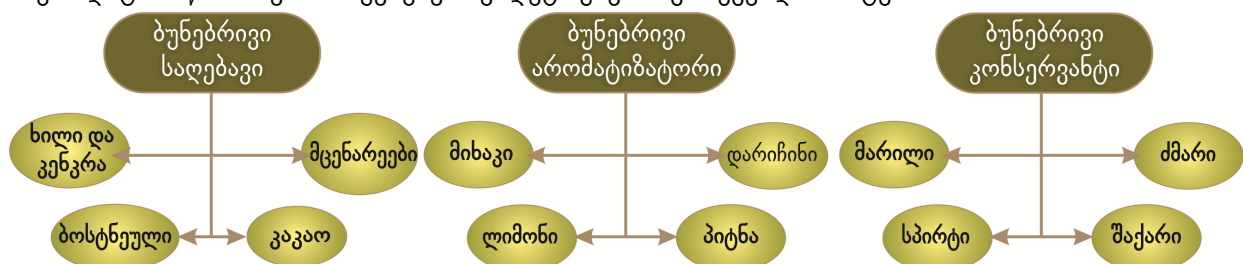 ბუნებრივი
საღებავი
ხილი და
კენკრა
მცენარეები
ბოსტნეული
კაკაო
ბუნებრივი
არომატიზატორი
მიხაკი
დარიჩინი
ლიმონი
პიტნა
ბუნებრივი
კონსერვანტი
მარილი
ძმარი
სპირტი
შაქარი